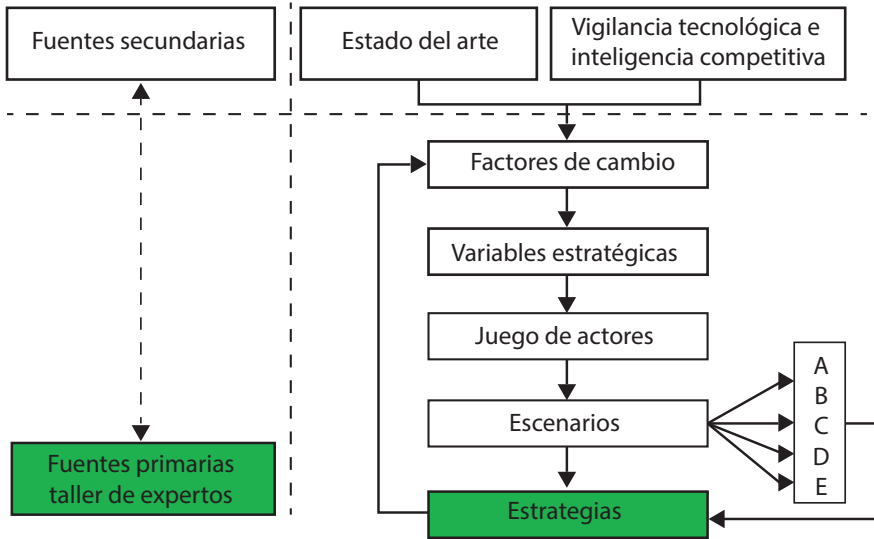 Fuentes secundarias
Estado del arte
Vigilancia tecnológica e
inteligencia competitiva
Factores de cambio
Variables estratégicas
Juego de actores
Escenarios
A
B
C
D
E
Fuentes primarias
taller de expertos
Estrategias